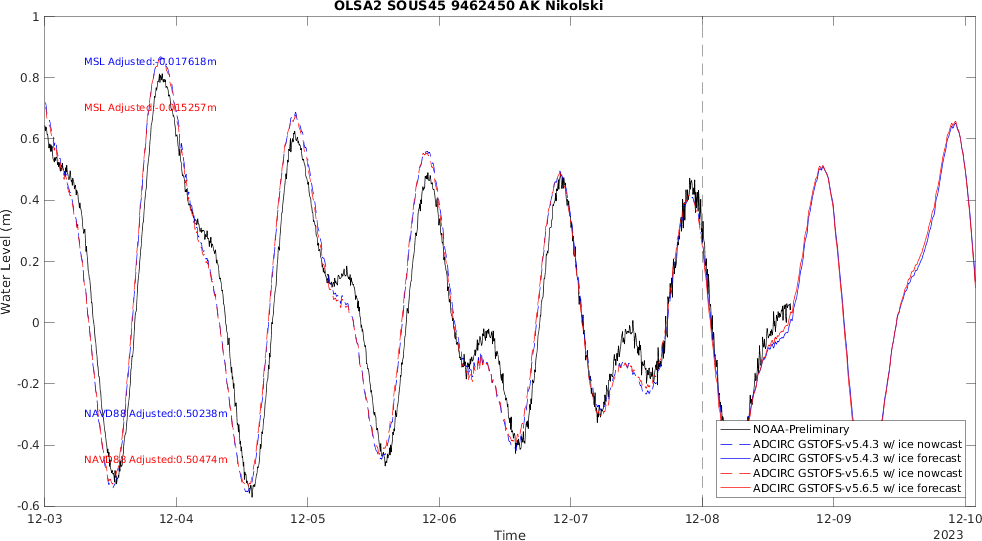 OLSA2 SOUS45 9462450 AK Nikolski
1
0.8
0.6
0.4
0.2
0
-0.2
-0.4
-0.6
Water Level (m)
MSL Adjusted:-0.017618m
MSL Adjusted:-0.015257m
NAVD88 Adjusted:0.50238m
NAVD88 Adjusted:0.50474m
NOAA-Preliminary
ADCIRC GSTOFS-v5.4.3 w/ ice nowcast
ADCIRC GSTOFS-v5.4.3 w/ ice forecast
ADCIRC GSTOFS-v5.6.5 w/ ice nowcast
ADCIRC GSTOFS-v5.6.5 w/ ice forecast
12-03 12-04 12-05 12-06 12-07 12-08 12-09 12-10
Time
2023